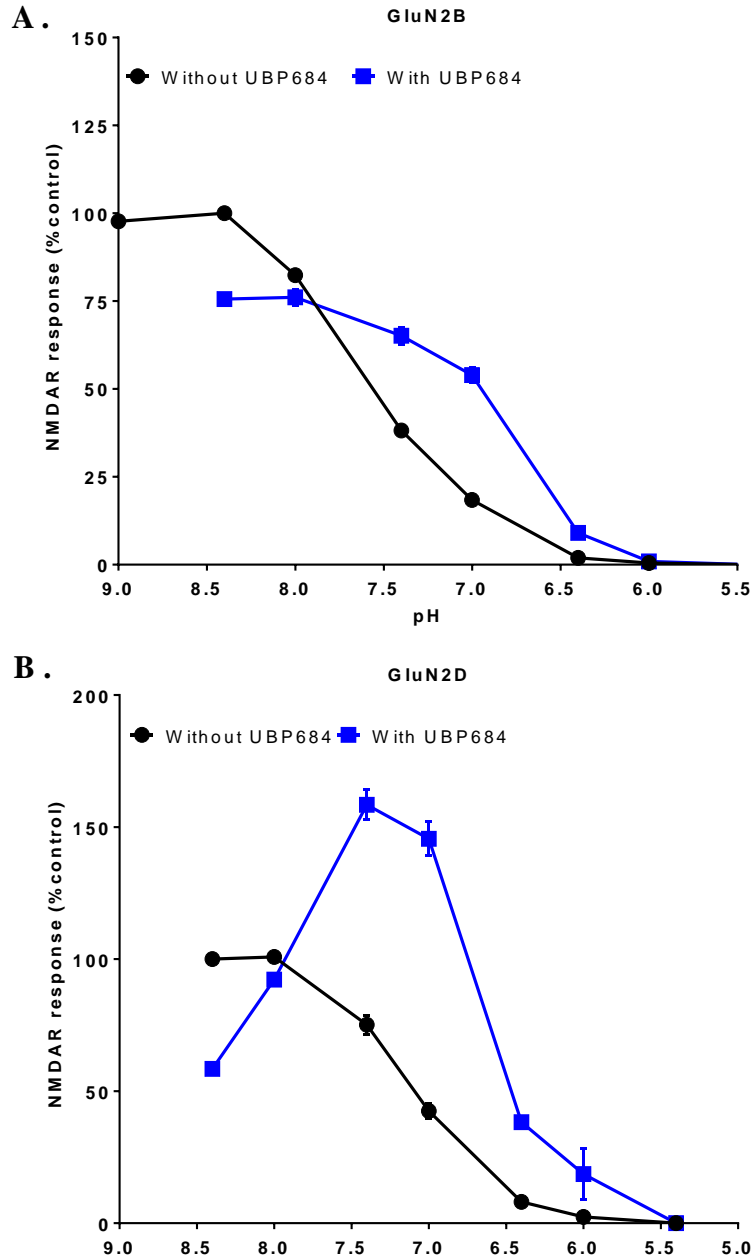 A.
GluN2B
150
Without UBP684 With UBP684
125
100
75
50
25
0
NMDAR response (%control)
9.0 8.5 8.0 7.5 7.0 6.5 6.0 5.5
pH
B.
GluN2D
200
Without UBP684 With UBP684
150
100
50
0
NMDAR response (%control)
9.0 8.5 8.0 7.5 7.0 6.5 6.0 5.5 5.0